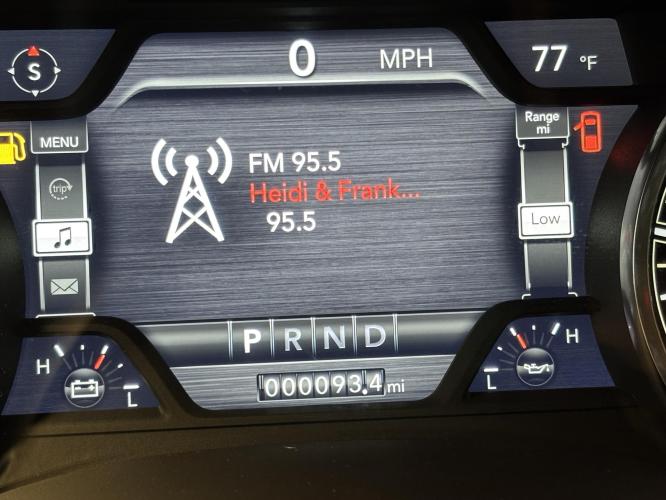 S
0 MPH
77 °F
MENU
trip
Range
mi
Low
FM 95.5
Heidi & Frank...
95.5
P R N D
H
L
H
L
000093.4 mi